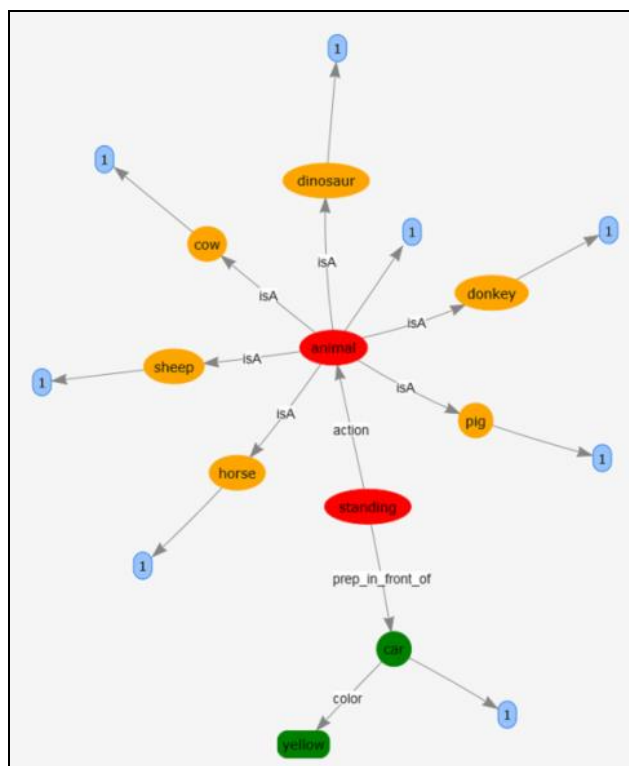 1
dinosaur
1
cow
1
1
donkey
isA
isA
isA
animal
isA
sheep
1
isA
isA
pig
action
1
horse
standing
1
prep_in_front_of
car
color
1
yellow